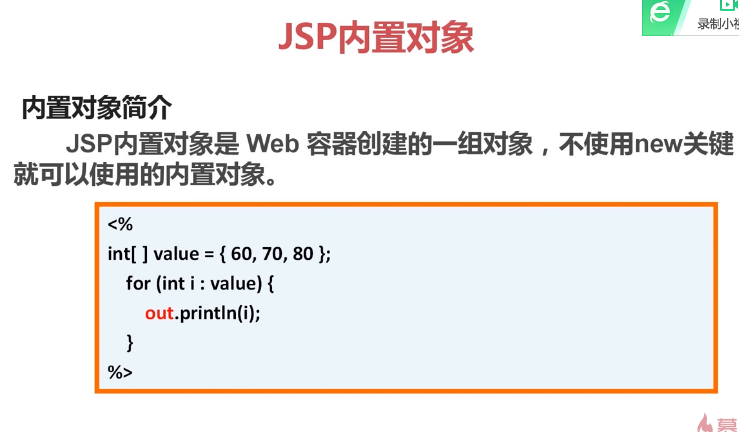 JSP内置对象
录制小视
内置对象简介
JSP内置对象是 Web 容器创建的一组对象，不使用new关键
就可以使用的内置对象。
<%
int[ ] value = { 60, 70, 80 };
for (int i : value) {
out.println(i);
}
%>
慕